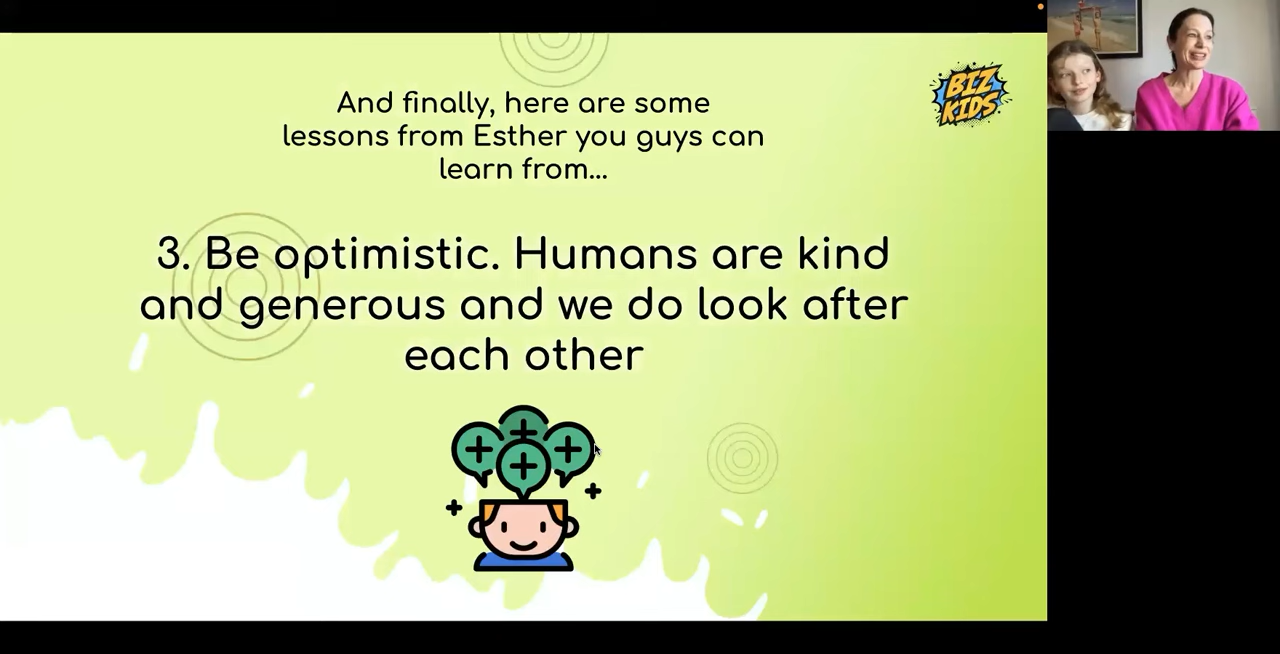 And finally, here are some
lessons from Esther you guys can
learn from...
BIZ
KIDS
3. Be optimistic. Humans are kind
and generous and we do look after
each other